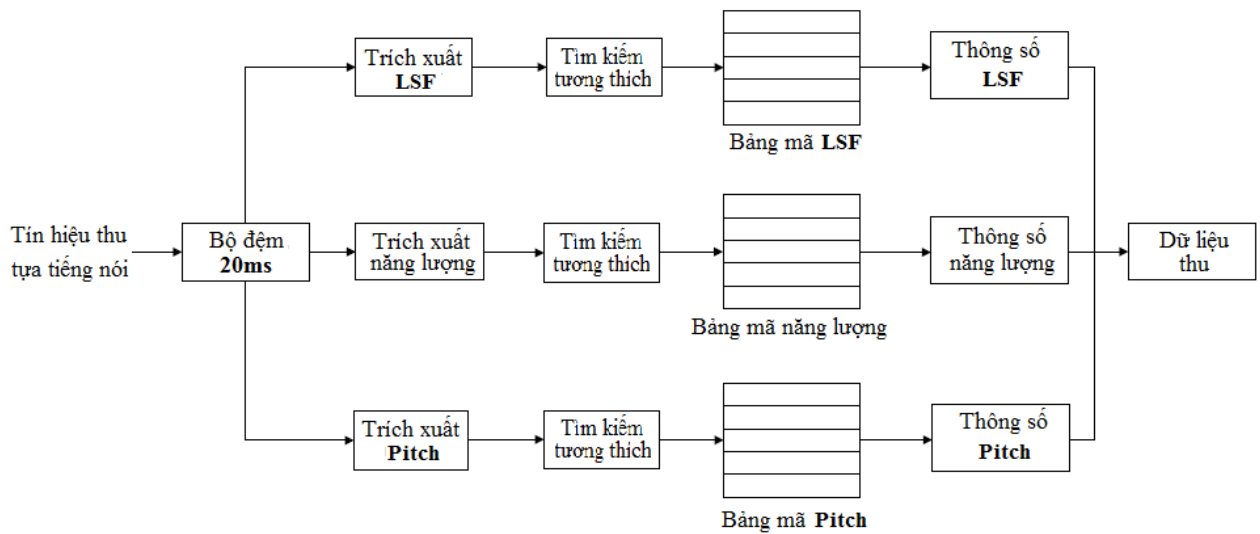 Tín hiệu thu
tựa tiếng nói
Bộ đệm
20ms
Trích xuất
LSF
Tìm kiếm
tương thích
Bảng mã LSF
Thông số
LSF
Trích xuất
năng lượng
Tìm kiếm
tương thích
Bảng mã năng lượng
Thông số
năng lượng
Trích xuất
Pitch
Tìm kiếm
tương thích
Bảng mã Pitch
Thông số
Pitch
Dữ liệu
thu